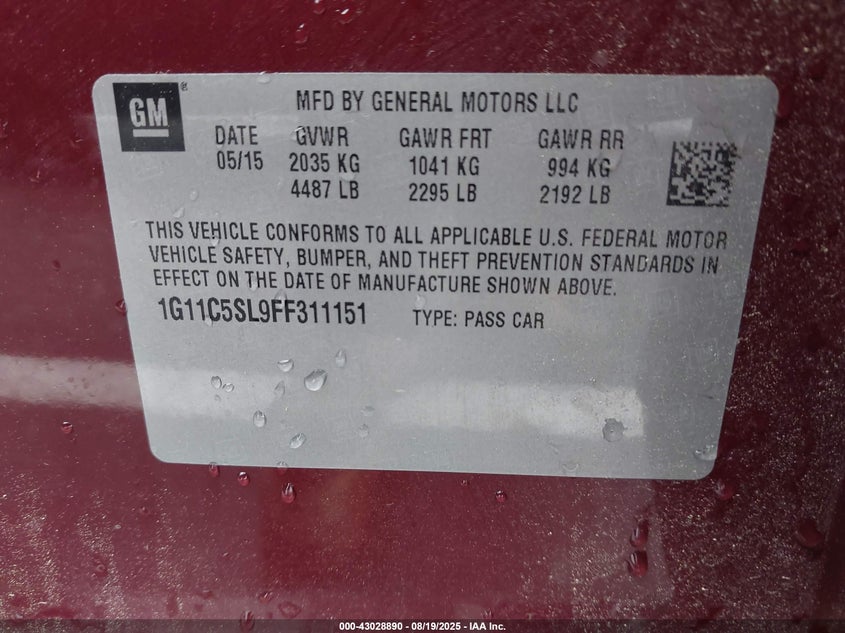 GM ®
MFD BY GENERAL MOTORS LLC
DATE GVWR GAWR FRT GAWR RR
05/15 2035 KG 1041 KG 994 KG
4487 LB 2295 LB 2192 LB
THIS VEHICLE CONFORMS TO ALL APPLICABLE U.S. FEDERAL MOTOR
VEHICLE SAFETY, BUMPER, AND THEFT PREVENTION STANDARDS IN
EFFECT ON THE DATE OF MANUFACTURE SHOWN ABOVE.
1G11C5SL9FF311151 TYPE: PASS CAR
000-43028890 - 08/19/2025 - IAA Inc.